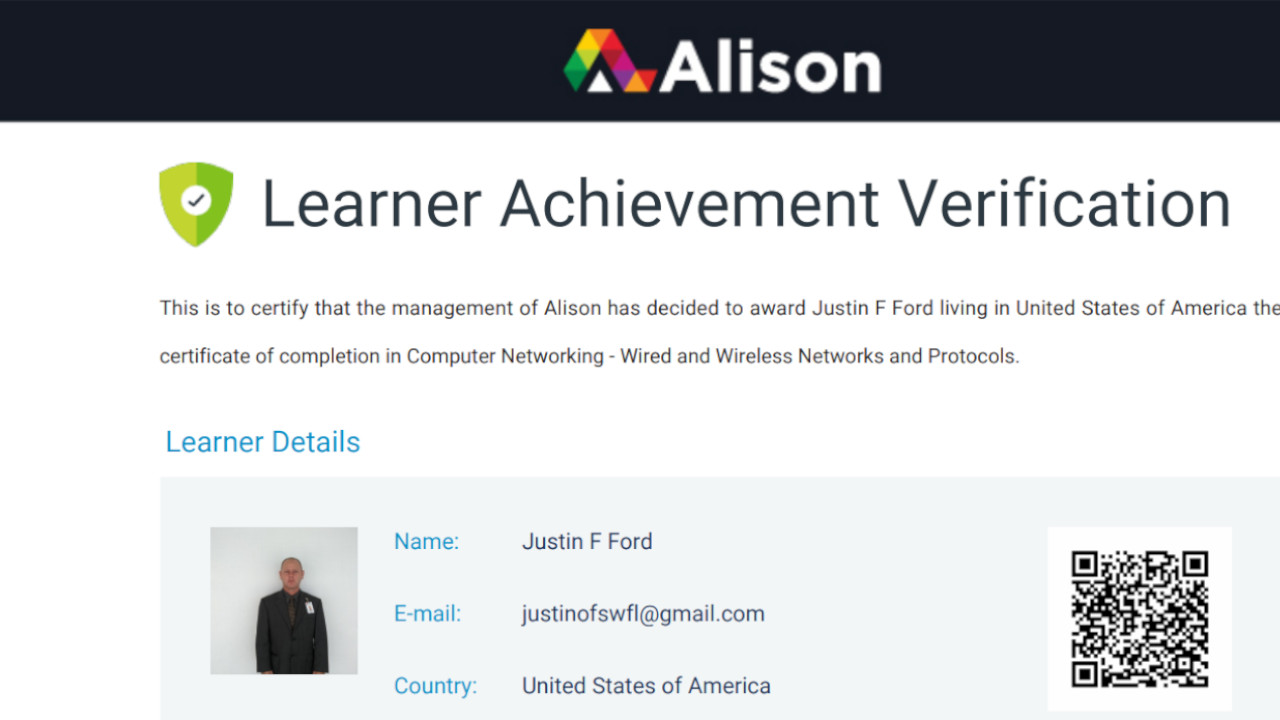 Alison
Learner Achievement Verification
This is to certify that the management of Alison has decided to award Justin F Ford living in United States of America the
certificate of completion in Computer Networking - Wired and Wireless Networks and Protocols.
Learner Details
Name: Justin F Ford
E-mail: justinofswfl@gmail.com
Country: United States of America